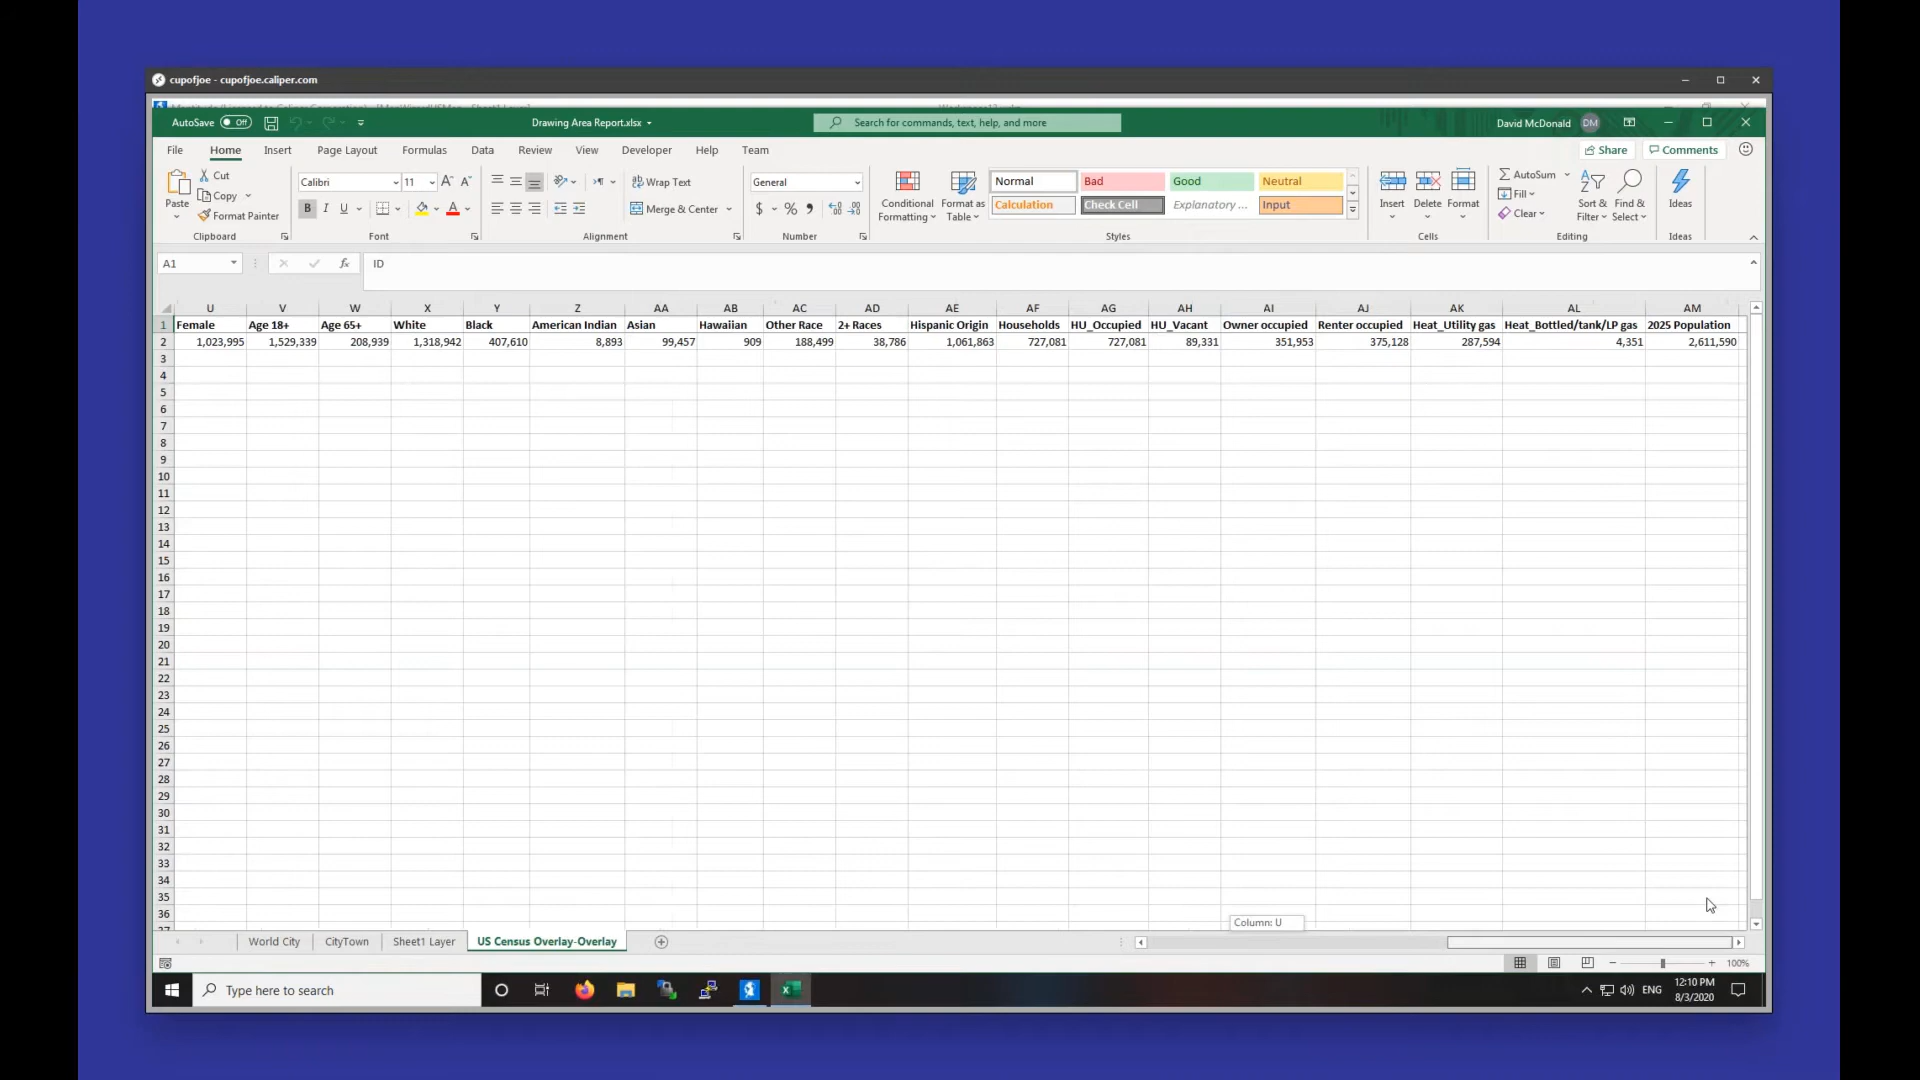 cupofjoe - cupofjoe.caliper.com
AutoSave Off Drawing Area Report.xlsx Search for commands, text, help, and more David McDonald DM
File Home Insert Page Layout Formulas Data Review View Developer Help Team Share Comments
Paste Cut Copy Format Painter Clipboard
Calibri 11 A A B I U A Font
Wrap Text Merge & Center Alignment
General $ % Number
Conditional Formatting Format as Table
Normal Bad Good Neutral
Calculation Check Cell Explanatory ... Input
Styles
Insert Delete Format Cells
AutoSum Fill Clear Sort & Filter Find & Select Editing
Ideas Ideas
A1 fx ID
U V W X Y Z AA AB AC AD AE AF AG AH AI AJ AK AL AM
1 Female Age 18+ Age 65+ White Black American Indian Asian Hawaiian Other Race 2+ Races Hispanic Origin Households HU_Occupied HU_Vacant Owner occupied Renter occupied Heat_Utility gas Heat_Bottled/tank/LP gas 2025 Population
2 1,023,995 1,529,339 208,939 1,318,942 407,610 8,893 99,457 909 188,499 38,786 1,061,863 727,081 727,081 89,331 351,953 375,128 287,594 4,351 2,611,590
3
4
5
6
7
8
9
10
11
12
13
14
15
16
17
18
19
20
21
22
23
24
25
26
27
28
29
30
31
32
33
34
35
36
Column: U
World City CityTown Sheet1 Layer US Census Overlay-Overlay
100%
Type here to search ENG 12:10 PM
8/3/2020